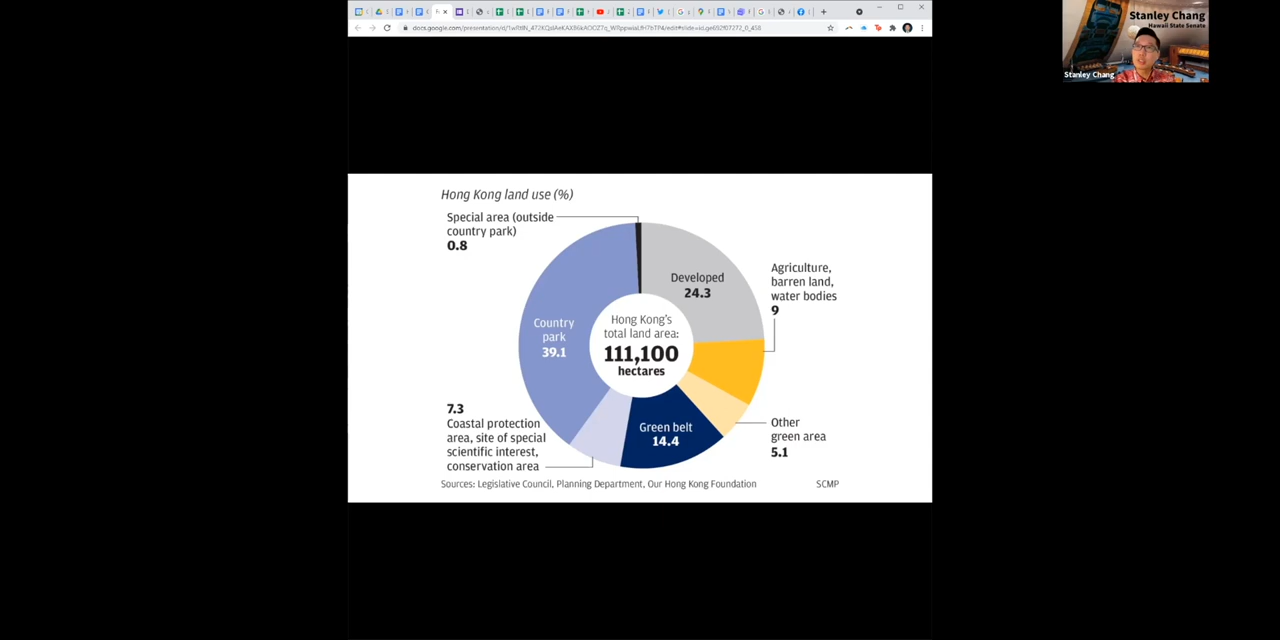 Stanley Chang
Hawaii State Senate
Stanley Chang
Hong Kong land use (%)
Special area (outside
country park)
0.8
Developed
24.3
Agriculture,
barren land,
water bodies
9
Country
park
39.1
Hong Kong's
total land area:
111,100
hectares
7.3
Coastal protection
area, site of special
scientific interest,
conservation area
Green belt
14.4
Other
green area
5.1
Sources: Legislative Council, Planning Department, Our Hong Kong Foundation
SCMP